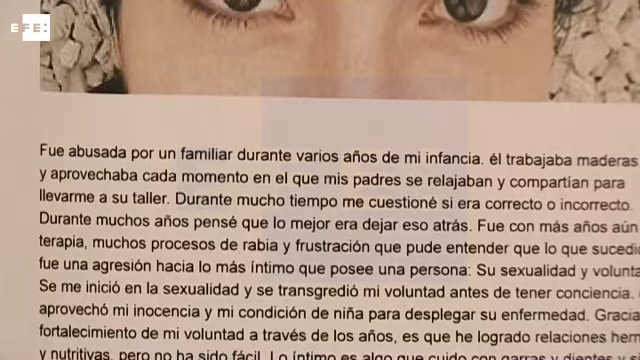 EFE:
Fue abusada por un familiar durante varios años de mi infancia. él trabajaba maderas
y aprovechaba cada momento en el que mis padres se relajaban y compartían para
llevarme a su taller. Durante mucho tiempo me cuestioné si era correcto o incorrecto.
Durante muchos años pensé que lo mejor era dejar eso atrás. Fue con más años aún
terapia, muchos procesos de rabia y frustración que pude entender que lo que
fue una agresión hacia lo más íntimo que posee una persona: Su sexualidad y
Se me inició en la sexualidad y se transgredió mi voluntad antes de tener conciencia.
aprovechó mi inocencia y mi condición de niña para desplegar su enfermedad.
fortalecimiento de mi voluntad a través de los años, es que he logrado relaciones
y nutritivas, pero no ha sido fácil. Lo íntimo es algo que cuido con garras y dientes y